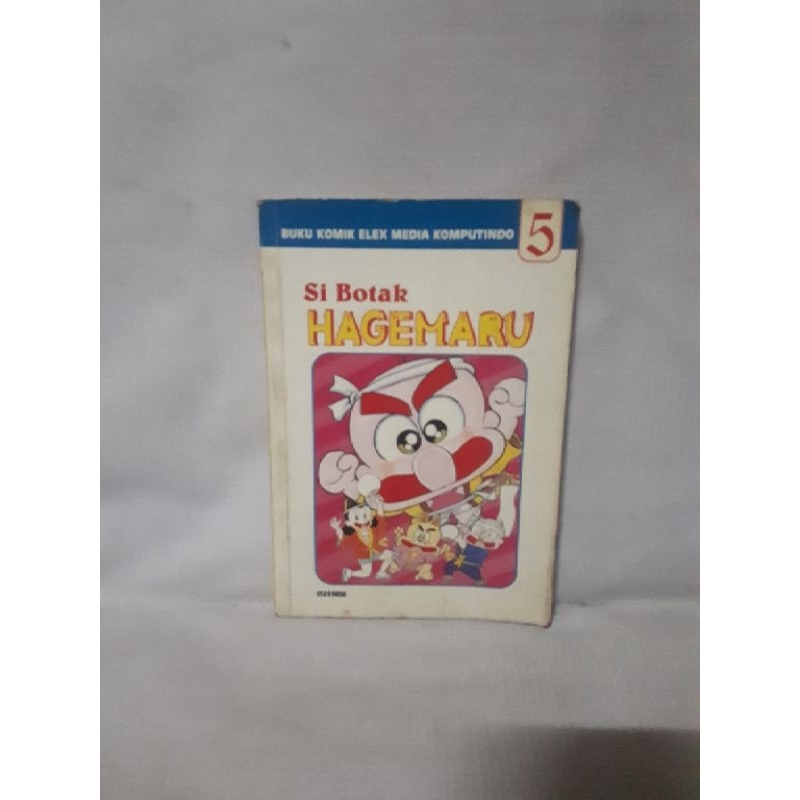 BUKU KOMIK ELEX MEDIA KOMPUTINDO
5
Si Botak
HAGEMARU